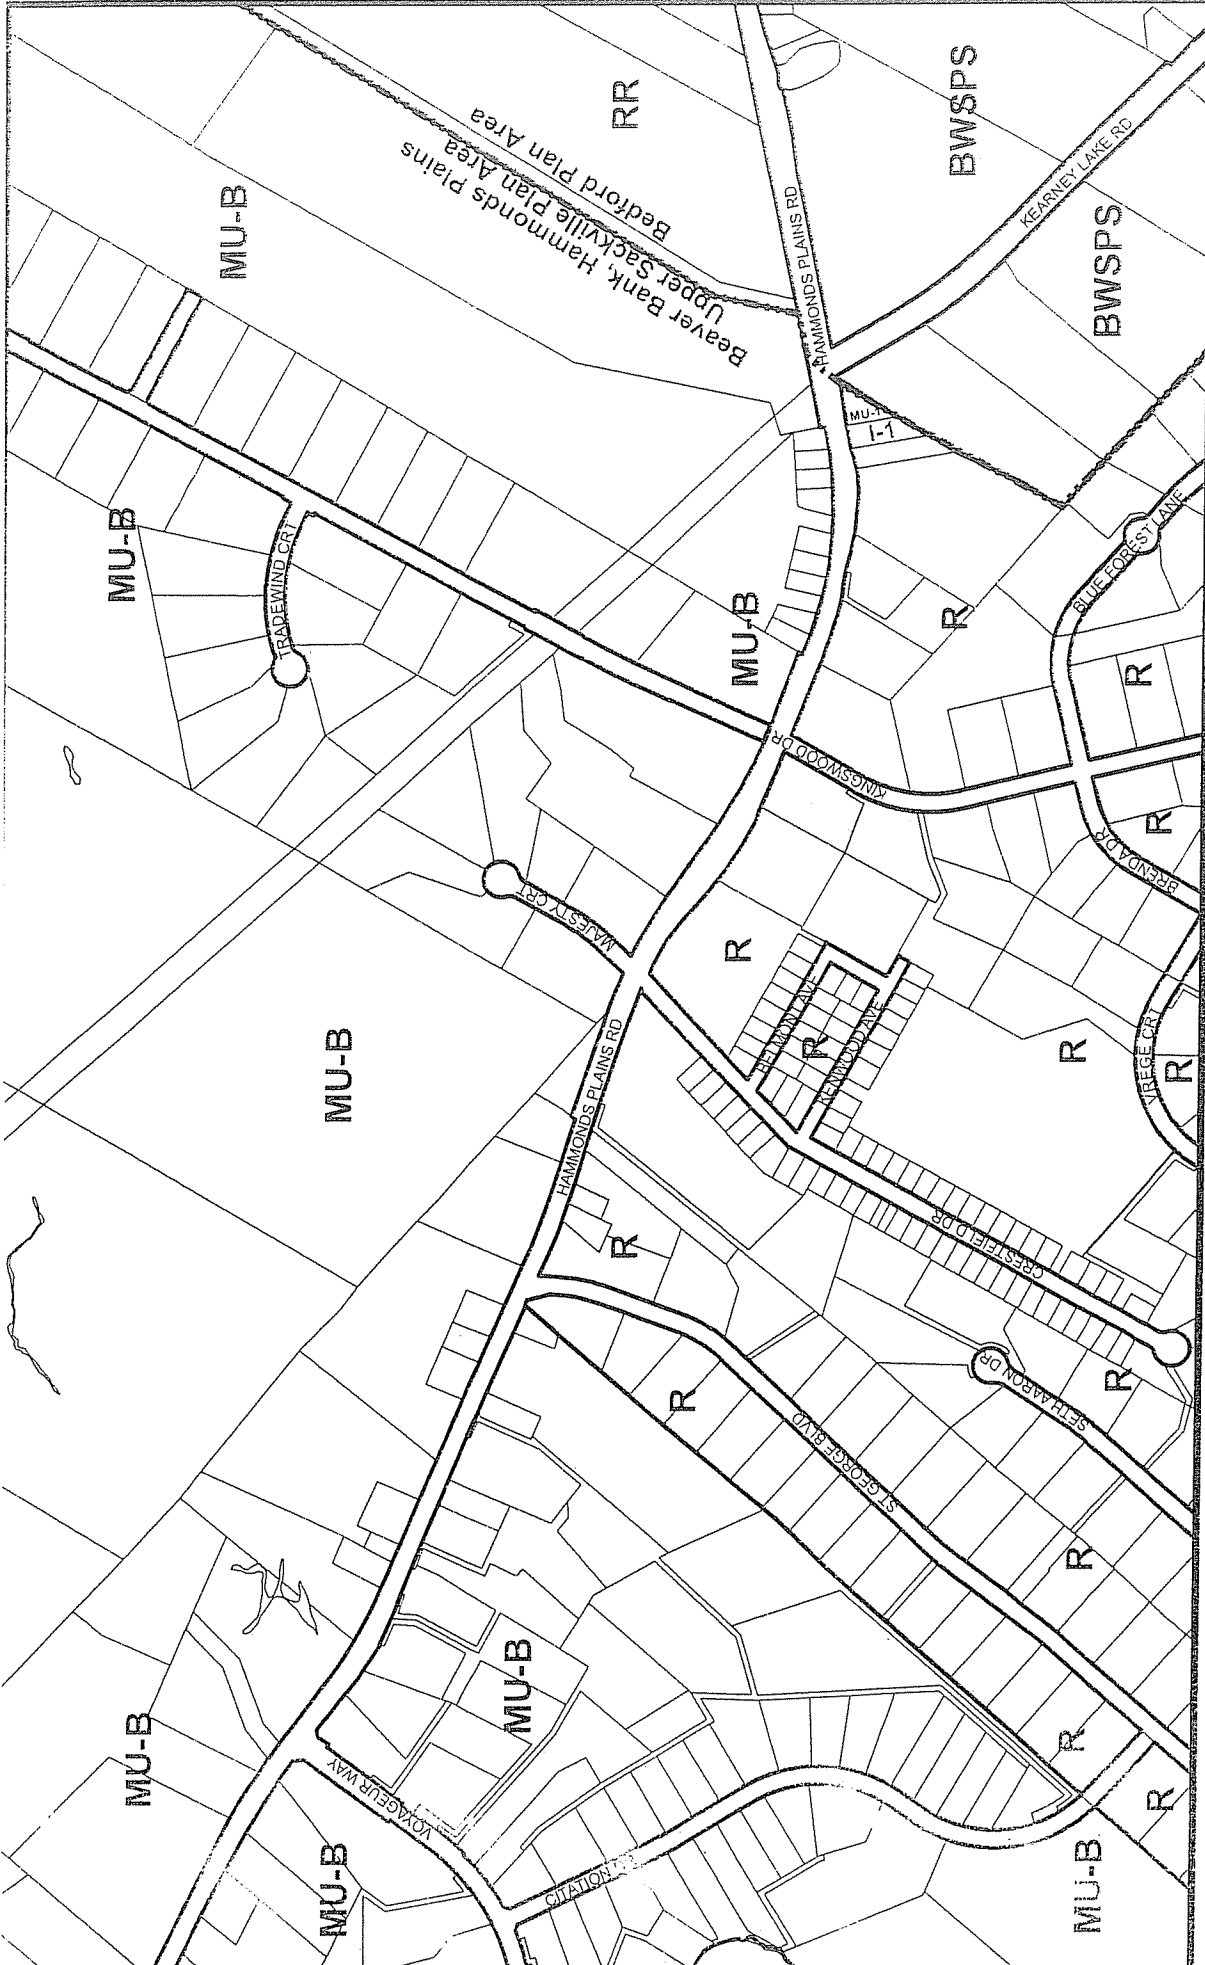 RR
BWSPS
MU-B
Beaver Bank, Hammonds Plains
Upper Sackville Plan Area
Bedford Plan Area
KEARNEY LAKE RD
HAMMONDS PLAINS RD
BWSPS
I-1
MU-B
TRADEWIND CRT
BLUE FOREST LANE
MU-B
R
R
KINGSWOOD DR
R
BRENDA DR
MAJESTY CRT
R
MU-B
HAMMONDS PLAINS RD
BELMONT AVE
R
KENWOOD AVE
R
VREGE CRT
R
R
CRESTFIELD DR
R
SETH AARON DR
R
ST GEORGE BLVD
R
MU-B
MU-B
R
VOYAGEUR WAY
R
MU-B
CITATION
MU-B